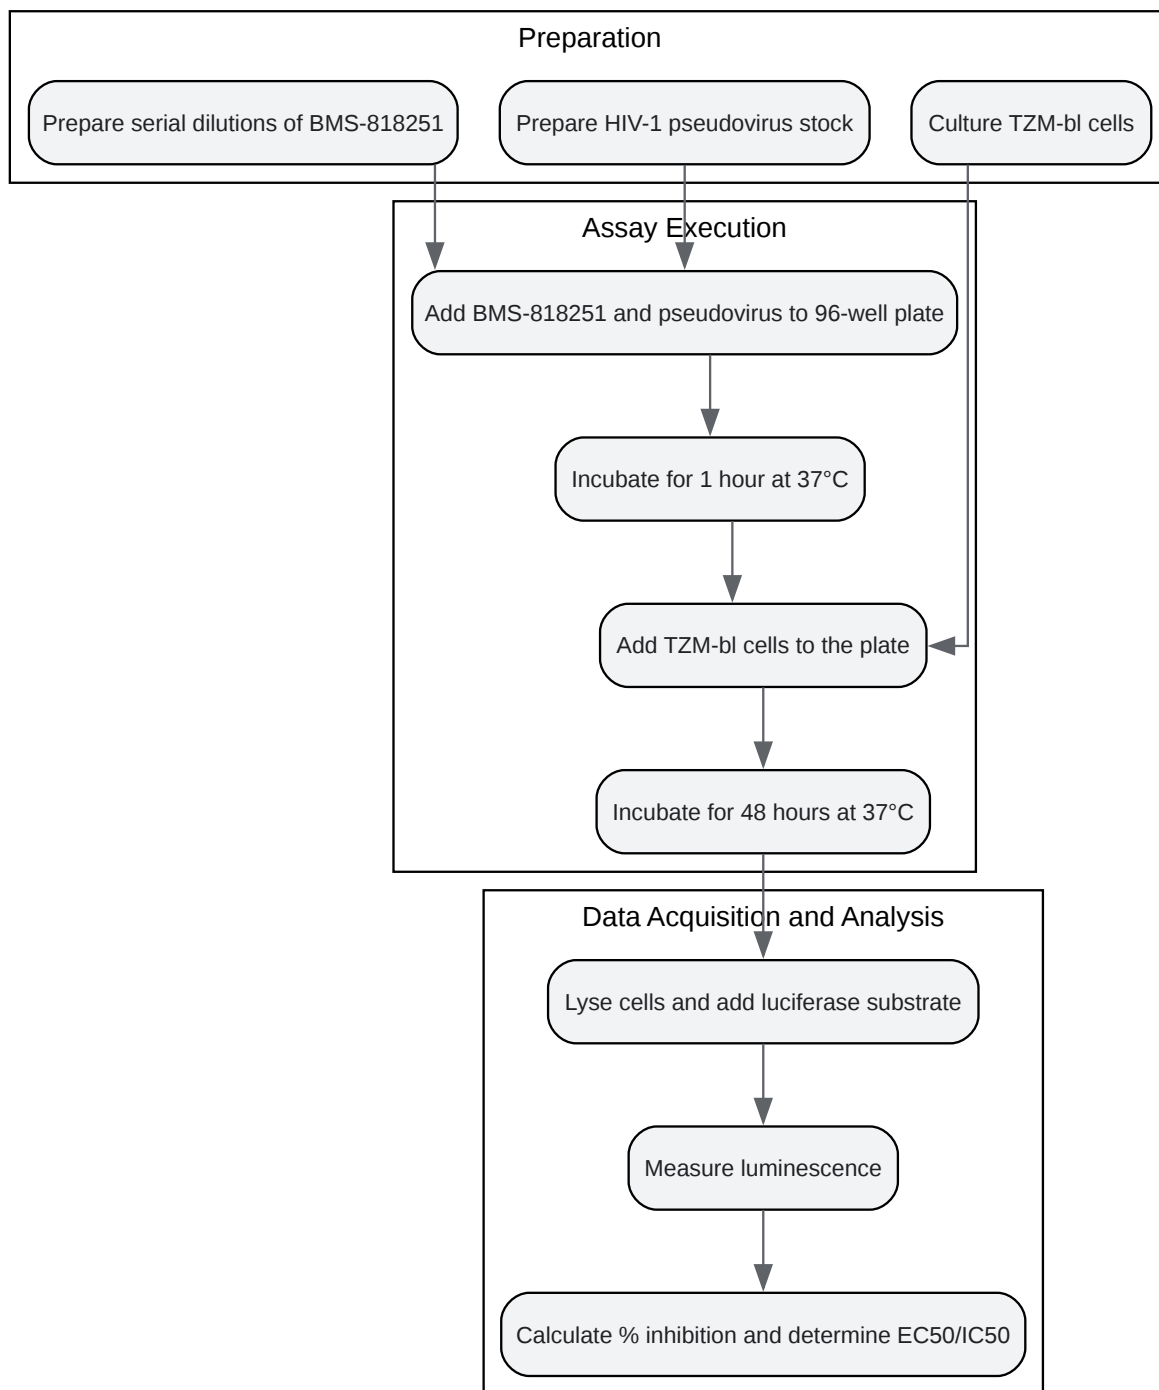 Preparation
Prepare serial dilutions of BMS-818251
Prepare HIV-1 pseudovirus stock
Culture TZM-bl cells
Assay Execution
Add BMS-818251 and pseudovirus to 96-well plate
Incubate for 1 hour at 37°C
Add TZM-bl cells to the plate
Incubate for 48 hours at 37°C
Data Acquisition and Analysis
Lyse cells and add luciferase substrate
Measure luminescence
Calculate % inhibition and determine EC50/IC50